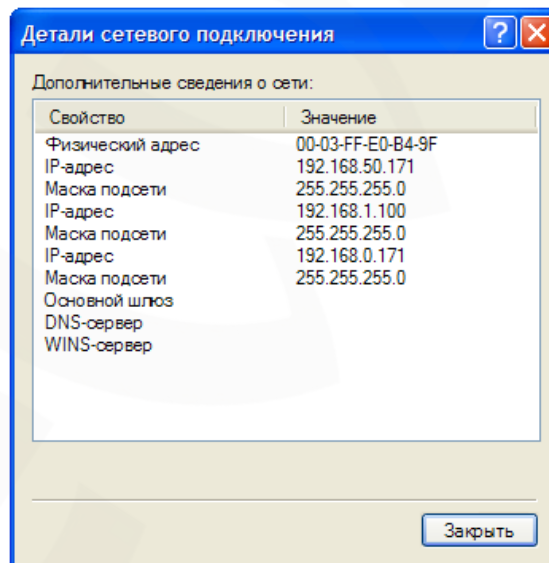 Детали сетевого подключения
Дополнительные сведения о сети:
Свойство Значение
Физический адрес 00-03-FF-E0-B4-9F
IP-адрес 192.168.50.171
Маска подсети 255.255.255.0
IP-адрес 192.168.1.100
Маска подсети 255.255.255.0
IP-адрес 192.168.0.171
Маска подсети 255.255.255.0
Основной шлюз
DNS-сервер
WINS-сервер
Закрыть